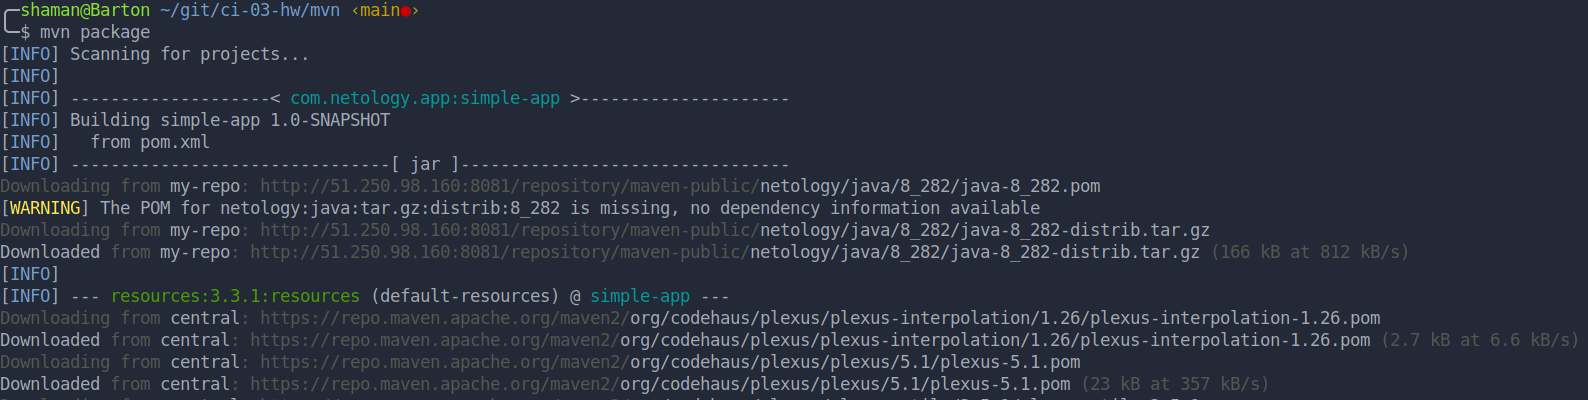 shaman@Barton ~/git/ci-03-hw/mvn ‹main●›
$ mvn package
[INFO] Scanning for projects...
[INFO]
[INFO] --------------------< com.netology.app:simple-app >---------------------
[INFO] Building simple-app 1.0-SNAPSHOT
[INFO]   from pom.xml
[INFO] --------------------------------[ jar ]---------------------------------
Downloading from my-repo: http://51.250.98.160:8081/repository/maven-public/netology/java/8_282/java-8_282.pom
[WARNING] The POM for netology:java:tar.gz:distrib:8_282 is missing, no dependency information available
Downloading from my-repo: http://51.250.98.160:8081/repository/maven-public/netology/java/8_282/java-8_282-distrib.tar.gz
Downloaded from my-repo: http://51.250.98.160:8081/repository/maven-public/netology/java/8_282/java-8_282-distrib.tar.gz (166 kB at 812 kB/s)
[INFO]
[INFO] --- resources:3.3.1:resources (default-resources) @ simple-app ---
Downloading from central: https://repo.maven.apache.org/maven2/org/codehaus/plexus/plexus-interpolation/1.26/plexus-interpolation-1.26.pom
Downloaded from central: https://repo.maven.apache.org/maven2/org/codehaus/plexus/plexus-interpolation/1.26/plexus-interpolation-1.26.pom (2.7 kB at 6.6 kB/s)
Downloading from central: https://repo.maven.apache.org/maven2/org/codehaus/plexus/plexus/5.1/plexus-5.1.pom
Downloaded from central: https://repo.maven.apache.org/maven2/org/codehaus/plexus/plexus/5.1/plexus-5.1.pom (23 kB at 357 kB/s)